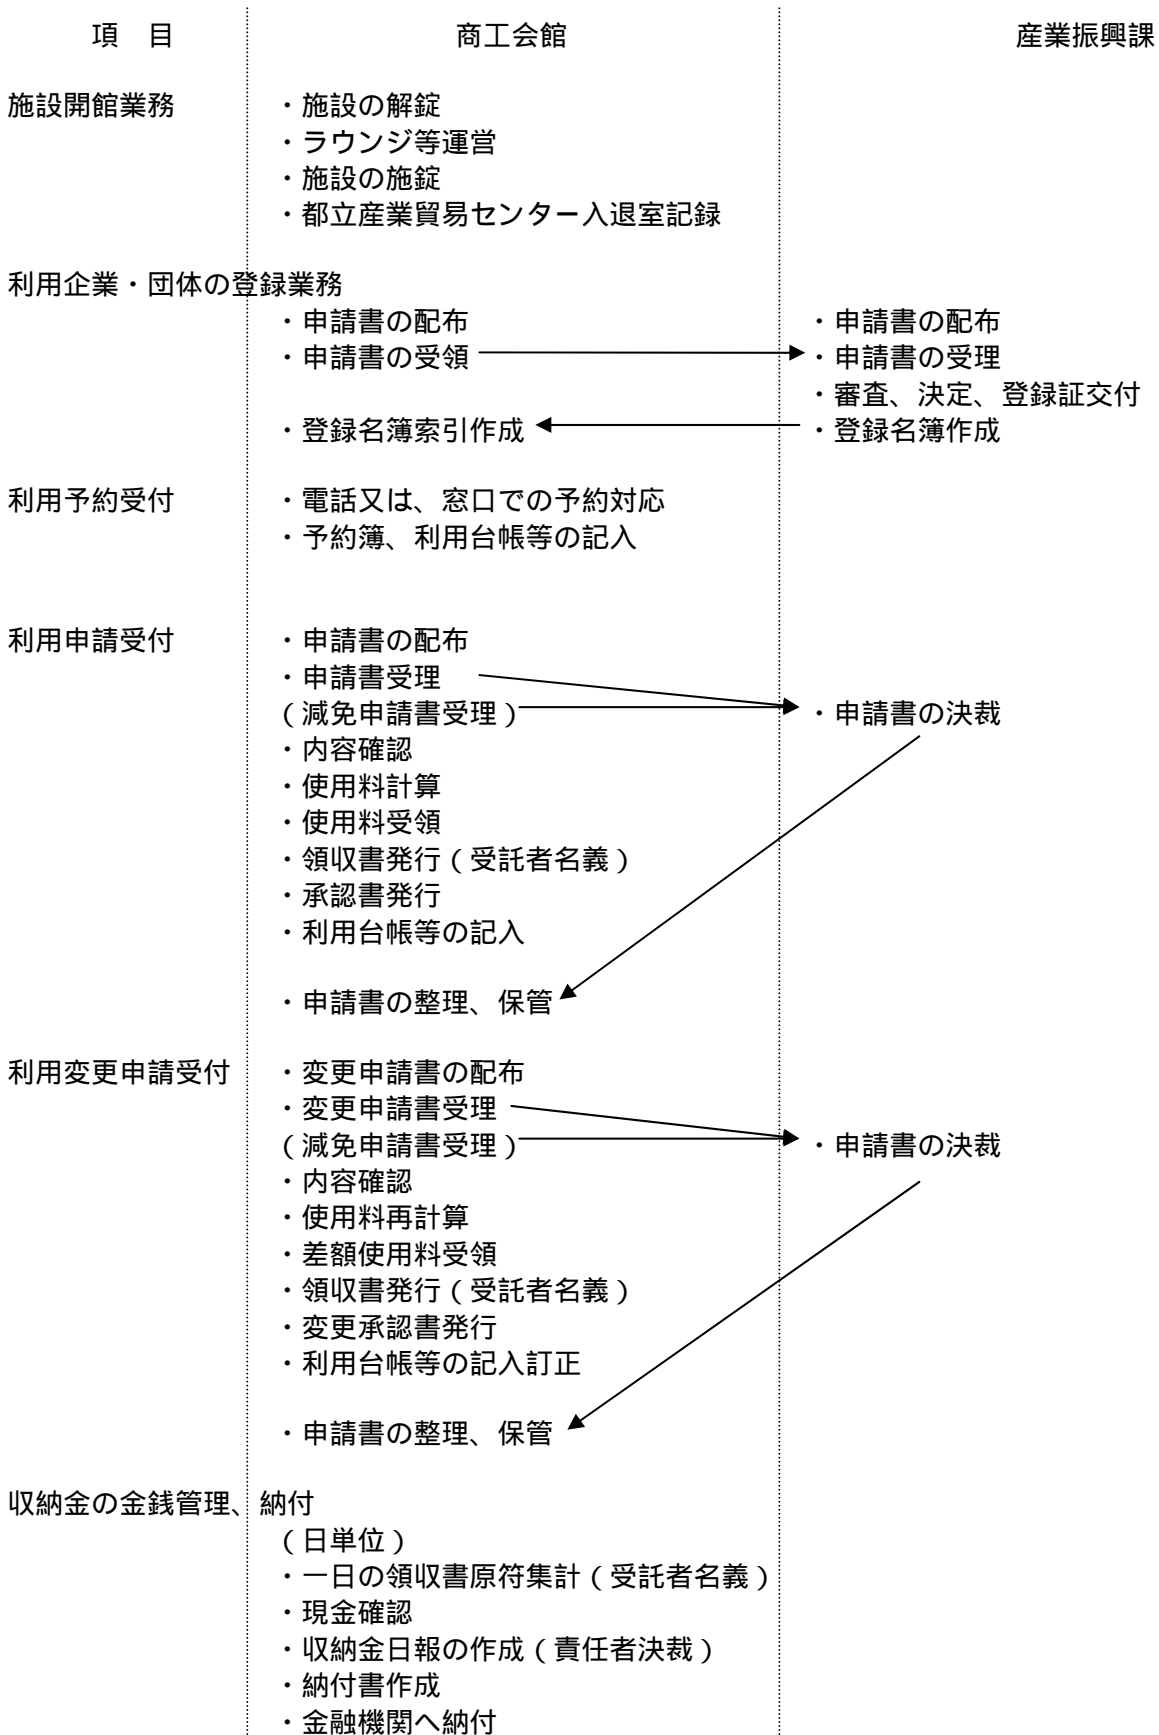 項　目　商工会館　産業振興課
施設開館業務　・施設の解錠
・ラウンジ等運営
・施設の施錠
・都立産業貿易センター入退室記録
利用企業・団体の登録業務
・申請書の配布　・申請書の配布
・申請書の受領　・申請書の受理
・審査、決定、登録証交付
・登録名簿索引作成　・登録名簿作成
利用予約受付　・電話又は、窓口での予約対応
・予約簿、利用台帳等の記入
利用申請受付　・申請書の配布
・申請書受理
（減免申請書受理）　・申請書の決裁
・内容確認
・使用料計算
・使用料受領
・領収書発行（受託者名義）
・承認書発行
・利用台帳等の記入
・申請書の整理、保管
利用変更申請受付　・変更申請書の配布
・変更申請書受理
（減免申請書受理）　・申請書の決裁
・内容確認
・使用料再計算
・差額使用料受領
・領収書発行（受託者名義）
・変更承認書発行
・利用台帳等の記入訂正
・申請書の整理、保管
収納金の金銭管理、納付
（日単位）
・一日の領収書原符集計（受託者名義）
・現金確認
・収納金日報の作成（責任者決裁）
・納付書作成
・金融機関へ納付